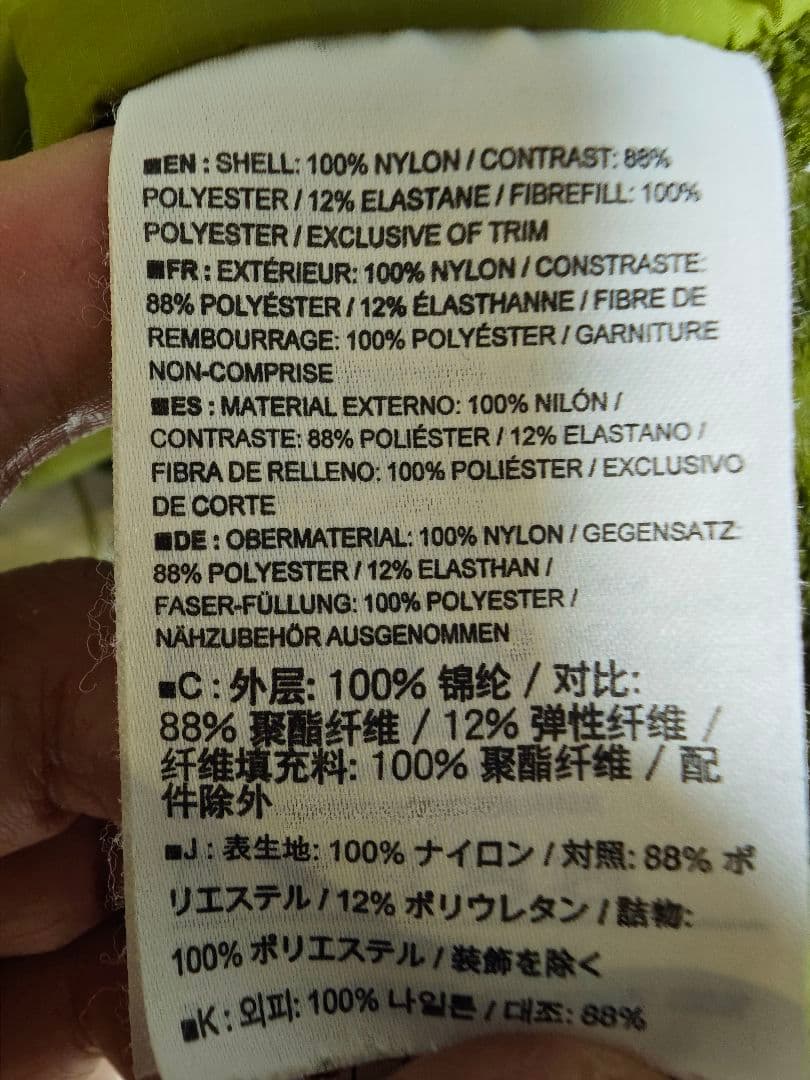 ■EN : SHELL: 100% NYLON / CONTRAST: 88%
POLYESTER / 12% ELASTANE / FIBREFILL: 100%
POLYESTER / EXCLUSIVE OF TRIM
■FR : EXTÉRIEUR: 100% NYLON / CONSTRASTE:
88% POLYÉSTER / 12% ÉLASTHANNE / FIBRE DE
REMBOURRAGE: 100% POLYÉSTER / GARNITURE
NON-COMPRISE
■ES : MATERIAL EXTERNO: 100% NILÓN /
CONTRASTE: 88% POLIÉSTER / 12% ELASTANO /
FIBRA DE RELLENO: 100% POLIÉSTER / EXCLUSIVO
DE CORTE
■DE : OBERMATERIAL: 100% NYLON / GEGENSATZ:
88% POLYESTER / 12% ELASTHAN /
FASER-FÜLLUNG: 100% POLYESTER /
NÄHZUBEHÖR AUSGENOMMEN
■C : 外层: 100% 锦纶 / 对比:
88% 聚酯纤维 / 12% 弹性纤维 /
纤维填充料: 100% 聚酯纤维 / 配
件除外
■J : 表生地: 100% ナイロン / 対照: 88% ポ
リエステル / 12% ポリウレタン / 詰物:
100% ポリエステル / 装飾を除く
■K : 외피: 100% 나일론 / 대조: 88%